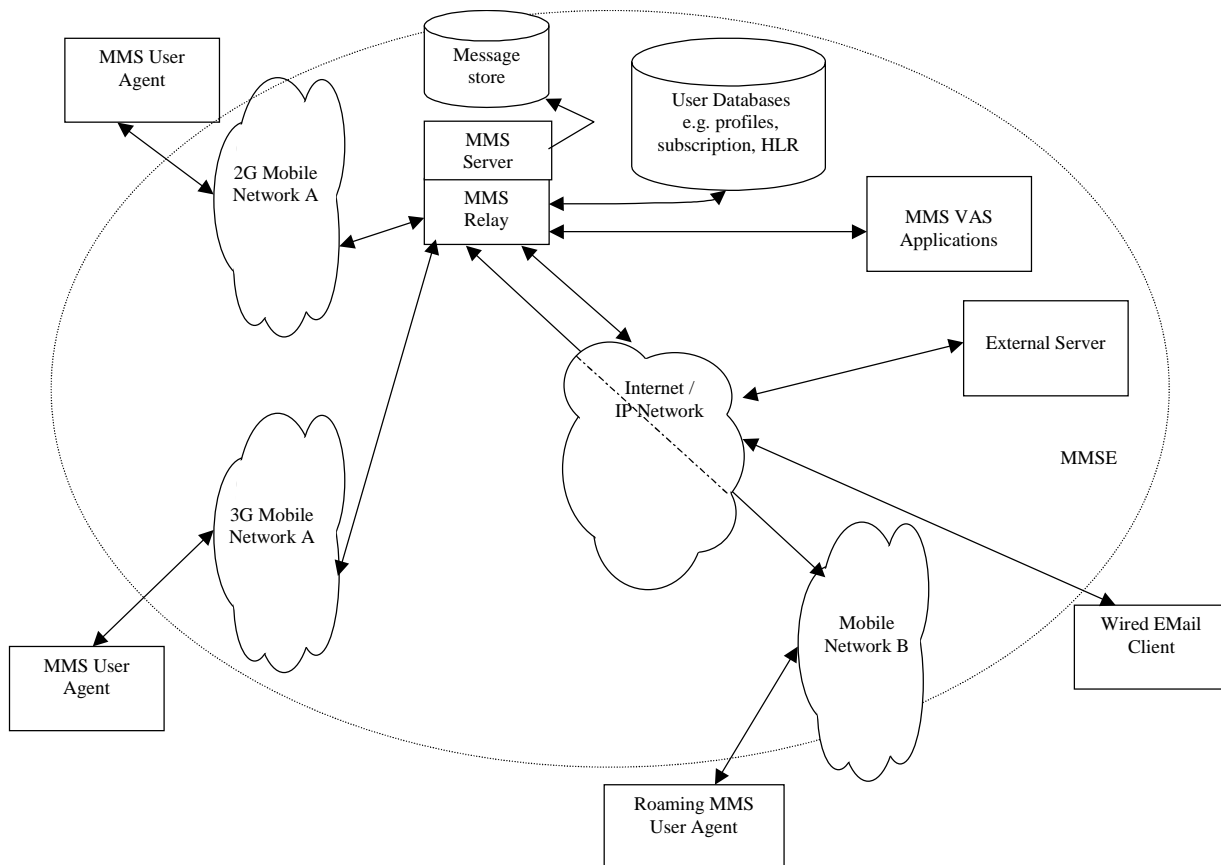 MMS User
Agent
Message
store
User Databases
e.g. profiles,
subscription, HLR
MMS
Server
MMS
Relay
2G Mobile
Network A
MMS VAS
Applications
External Server
Internet /
IP Network
MMSE
3G Mobile
Network A
MMS User
Agent
Mobile
Network B
Wired EMail
Client
Roaming MMS
User Agent